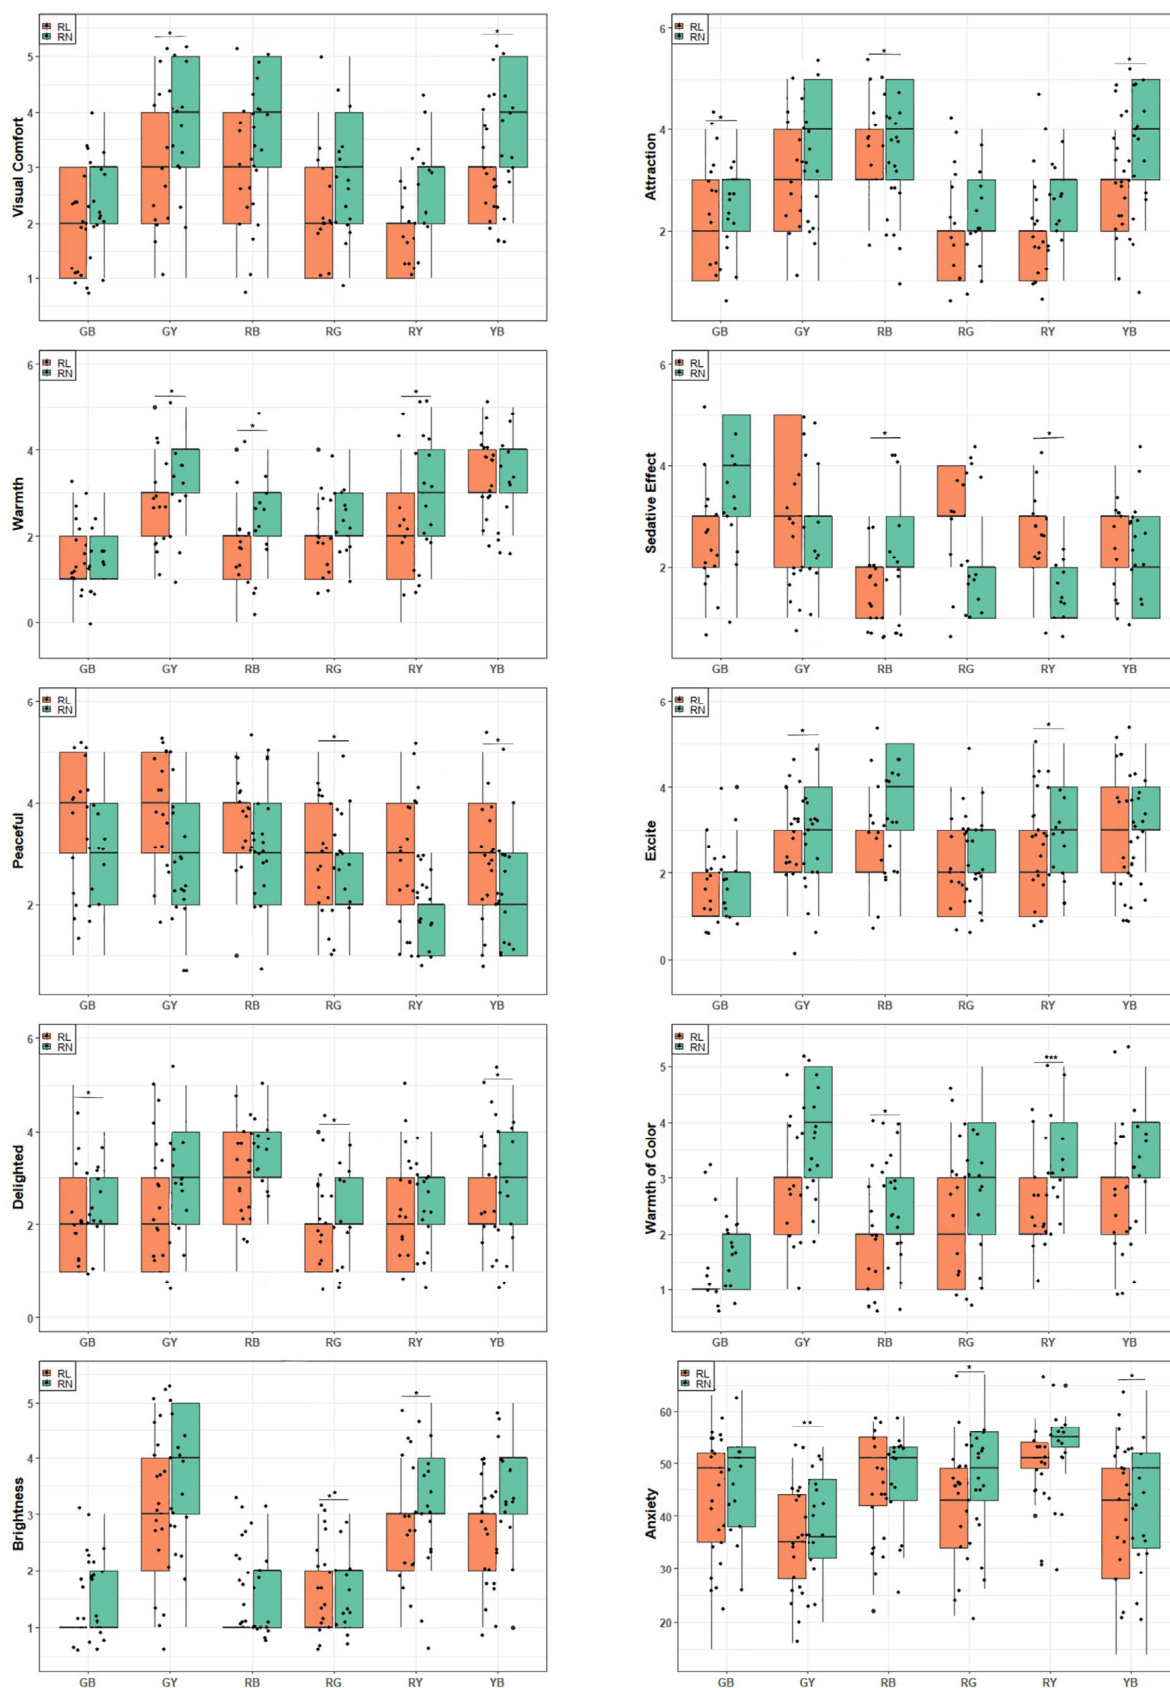 RL
RN
Visual Comfort
5
4
3
2
1
GB GY RB RG RY YB
*
*
RL
RN
Attraction
6
4
2
GB GY RB RG RY YB
*
*
*
RL
RN
Warmth
6
4
2
0
GB GY RB RG RY YB
*
*
*
RL
RN
Sedative Effect
6
4
2
GB GY RB RG RY YB
*
*
RL
RN
Peaceful
6
4
2
GB GY RB RG RY YB
*
*
RL
RN
Excite
6
4
2
0
GB GY RB RG RY YB
*
*
RL
RN
Delighted
6
4
2
0
GB GY RB RG RY YB
*
*
*
RL
RN
Warmth of Color
5
4
3
2
1
GB GY RB RG RY YB
*
***
RL
RN
Brightness
5
4
3
2
1
GB GY RB RG RY YB
*
*
RL
RN
Anxiety
60
50
40
30
20
GB GY RB RG RY YB
**
*
*